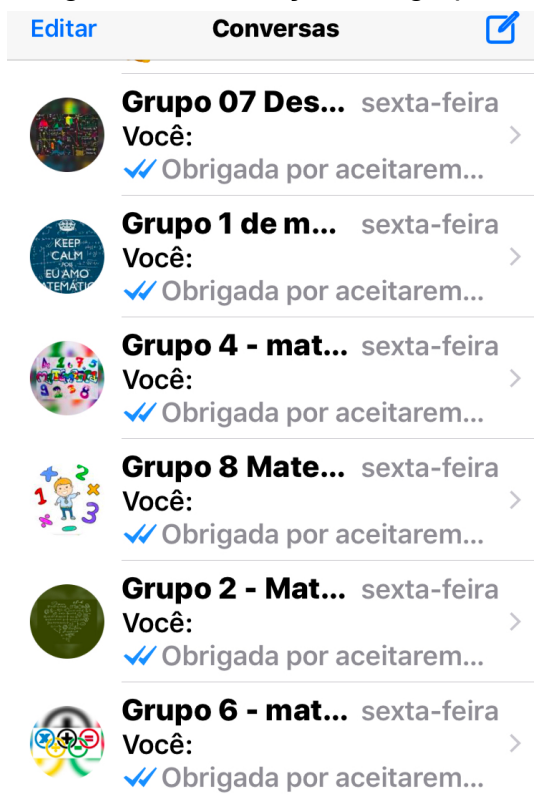 Editar Conversas
Grupo 07 Des... sexta-feira
Você:
Obrigada por aceitarem...
KEEP
CALM
POIS
EU AMO
TEMÁTIC
Grupo 1 de m... sexta-feira
Você:
Obrigada por aceitarem...
Grupo 4 - mat... sexta-feira
Você:
Obrigada por aceitarem...
Grupo 8 Mate... sexta-feira
Você:
Obrigada por aceitarem...
Grupo 2 - Mat... sexta-feira
Você:
Obrigada por aceitarem...
Grupo 6 - mat... sexta-feira
Você:
Obrigada por aceitarem...